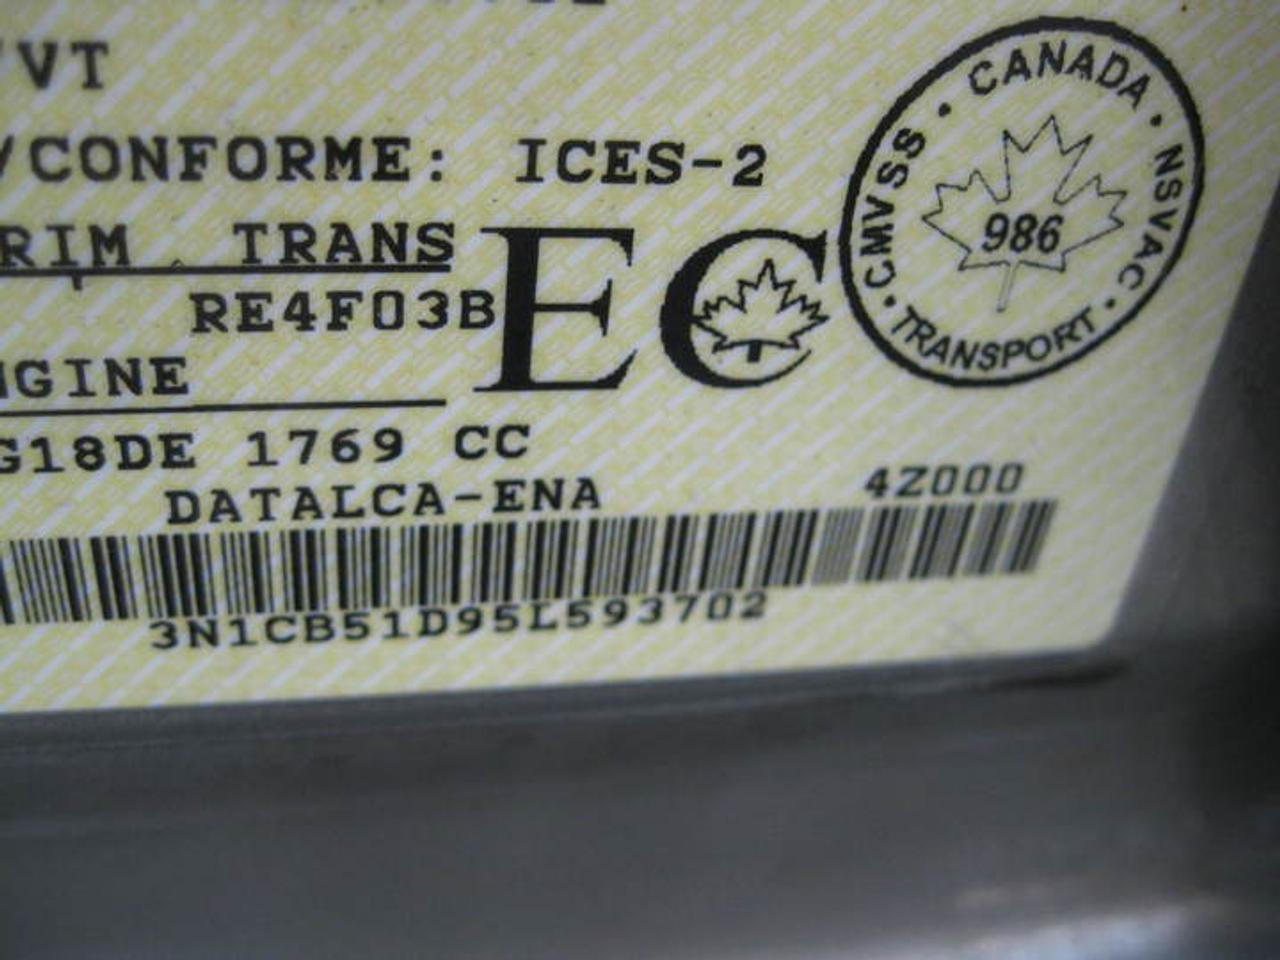 /VT
/CONFORME: ICES-2
RIM TRANS
RE4F03B
EC
NGINE
G18DE 1769 CC
DATALCA-ENA 4Z000
3N1CB51D95L593702
CANADA · NSVAC · TRANSPORT · CMVSS ·
986